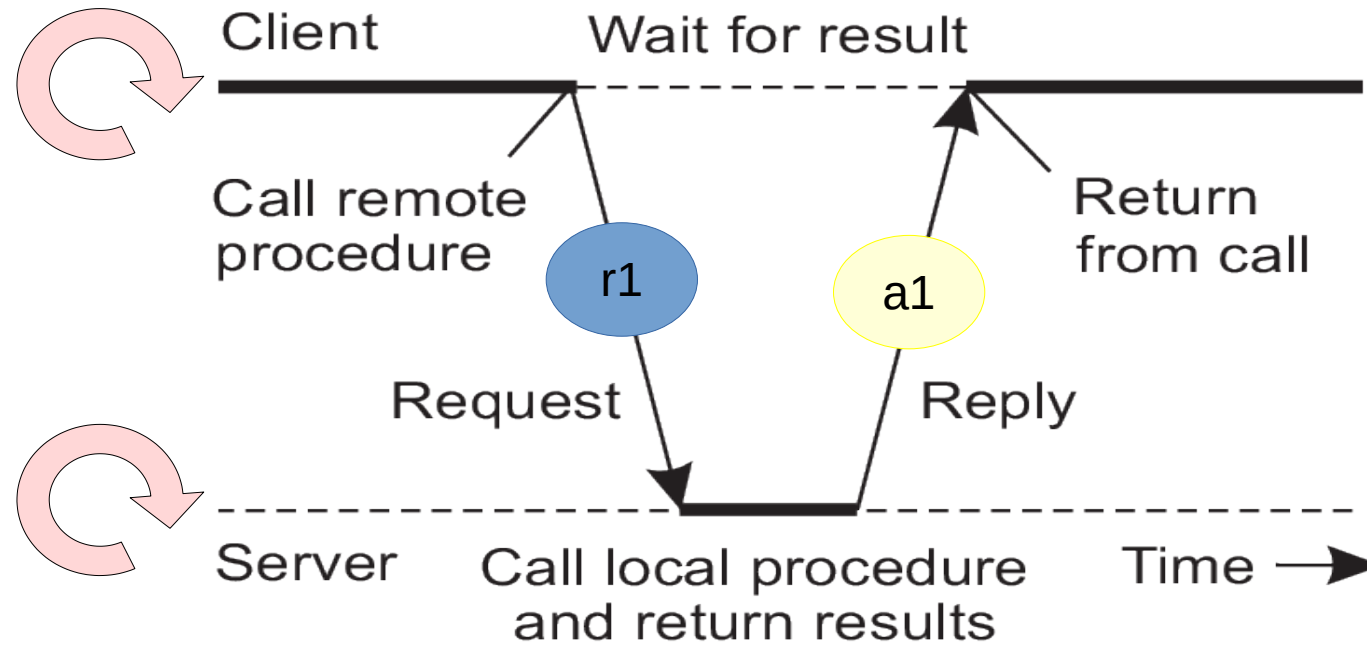 Client
Wait for result
Call remote
procedure
r1
a1
Return
from call
Request
Reply
Server
Call local procedure
and return results
Time